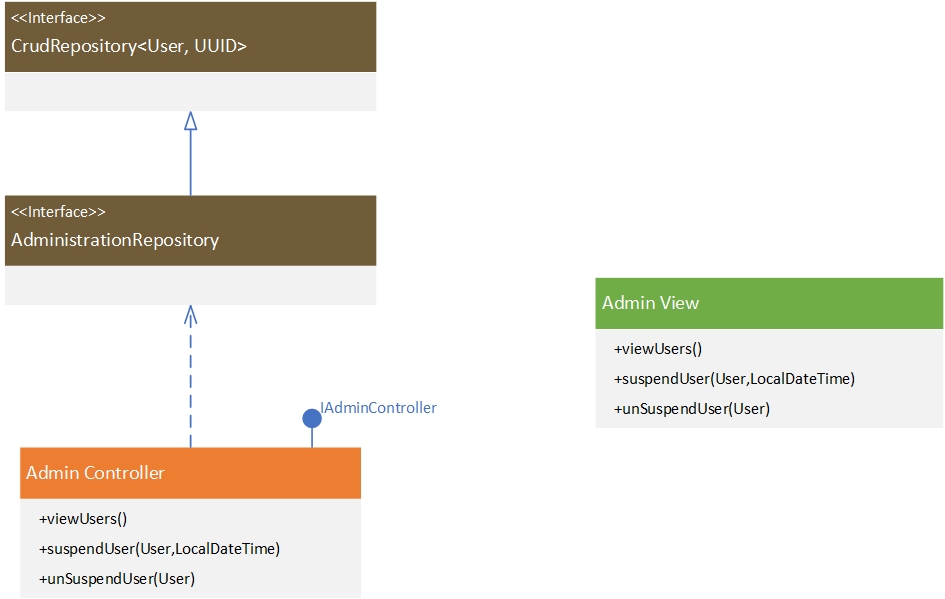 <<Interface>>
CrudRepository<User, UUID>
<<Interface>>
AdministrationRepository
IAdminController
Admin Controller
+viewUsers()
+suspendUser(User,LocalDateTime)
+unSuspendUser(User)
Admin View
+viewUsers()
+suspendUser(User,LocalDateTime)
+unSuspendUser(User)